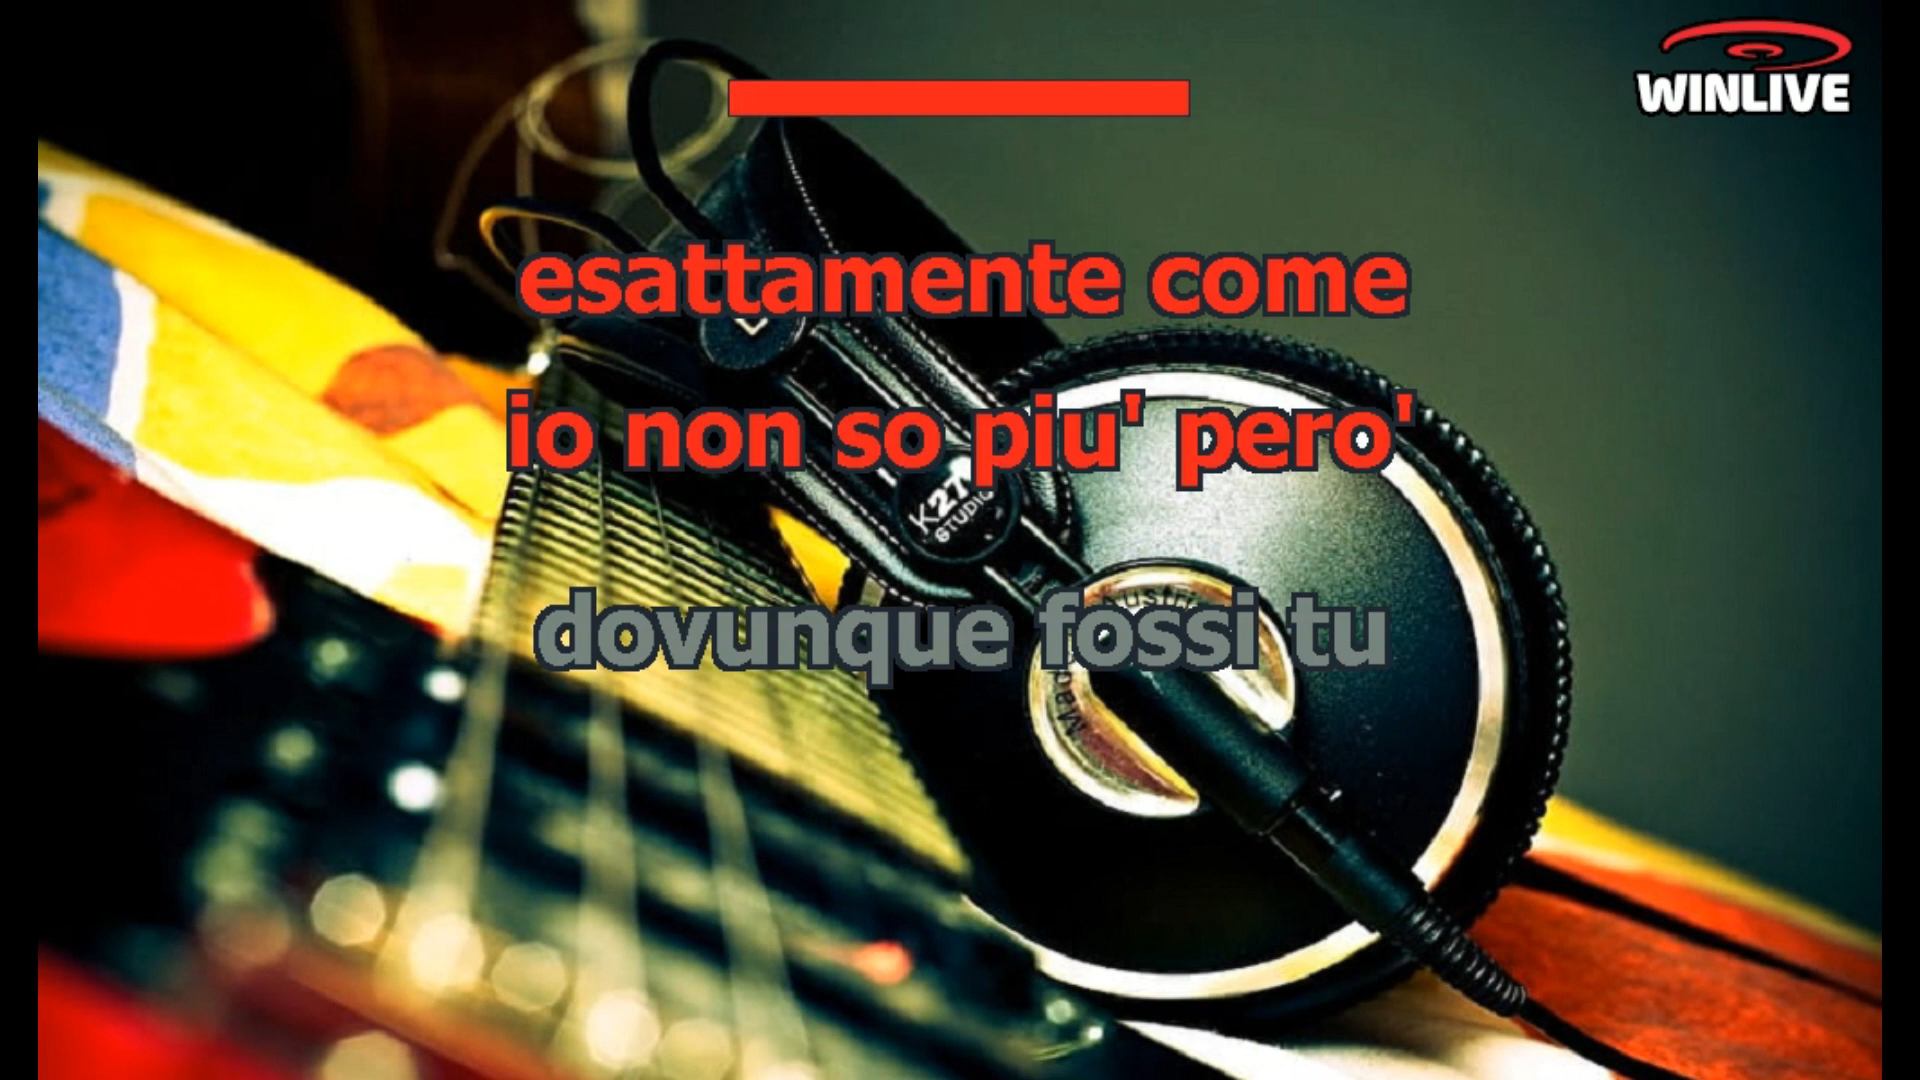 WINLIVE
esattamente come
io non so piu' pero'
K27
STUDIO
dovunque fossi tu